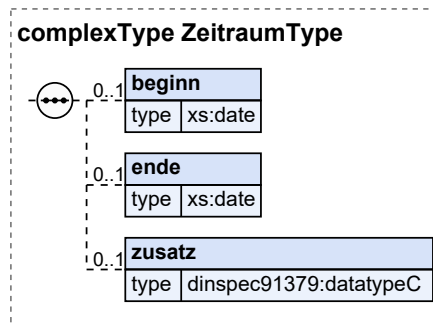 complexType ZeitraumType
0..1 beginn
type xs:date
0..1 ende
type xs:date
0..1 zusatz
type dinspec91379:datatypeC